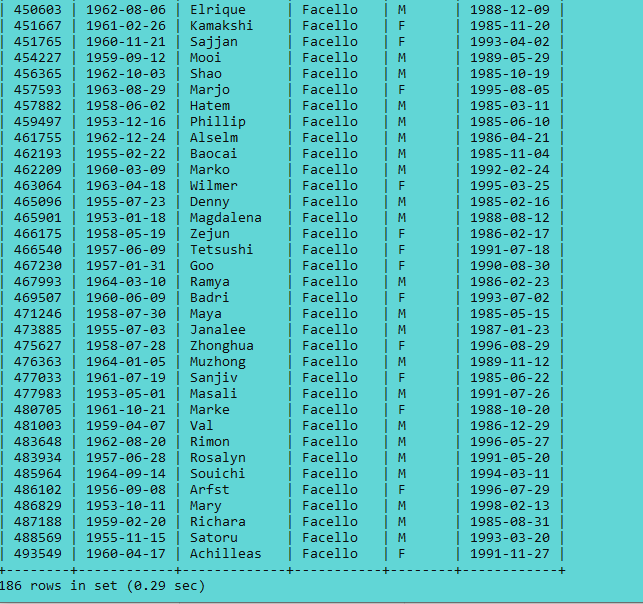 | 450603 | 1962-08-06 | Elrique    | Facello   | M      | 1988-12-09 |
| 451667 | 1961-02-26 | Kamakshi   | Facello   | F      | 1985-11-20 |
| 451765 | 1960-11-21 | Sajjan     | Facello   | F      | 1993-04-02 |
| 454227 | 1959-09-12 | Mooi       | Facello   | M      | 1989-05-29 |
| 456365 | 1962-10-03 | Shao       | Facello   | M      | 1985-10-19 |
| 457593 | 1963-08-29 | Marjo      | Facello   | F      | 1995-08-05 |
| 457882 | 1958-06-02 | Hatem      | Facello   | M      | 1985-03-11 |
| 459497 | 1953-12-16 | Phillip    | Facello   | M      | 1985-06-10 |
| 461755 | 1962-12-24 | Alselm     | Facello   | M      | 1986-04-21 |
| 462193 | 1955-02-22 | Baocai     | Facello   | M      | 1985-11-04 |
| 462209 | 1960-03-09 | Marko      | Facello   | M      | 1992-02-24 |
| 463064 | 1963-04-18 | Wilmer     | Facello   | F      | 1995-03-25 |
| 465096 | 1955-07-23 | Denny      | Facello   | M      | 1985-02-16 |
| 465901 | 1953-01-18 | Magdalena  | Facello   | M      | 1988-08-12 |
| 466175 | 1958-05-19 | Zejun      | Facello   | F      | 1986-02-17 |
| 466540 | 1957-06-09 | Tetsushi   | Facello   | F      | 1991-07-18 |
| 467230 | 1957-01-31 | Goo        | Facello   | F      | 1990-08-30 |
| 467993 | 1964-03-10 | Ramya      | Facello   | M      | 1986-02-23 |
| 469507 | 1960-06-09 | Badri      | Facello   | F      | 1993-07-02 |
| 471246 | 1958-07-30 | Maya       | Facello   | M      | 1985-05-15 |
| 473885 | 1955-07-03 | Janalee    | Facello   | M      | 1987-01-23 |
| 475627 | 1958-07-28 | Zhonghua   | Facello   | F      | 1996-08-29 |
| 476363 | 1964-01-05 | Muzhong    | Facello   | M      | 1989-11-12 |
| 477033 | 1961-07-19 | Sanjiv     | Facello   | F      | 1985-06-22 |
| 477983 | 1953-05-01 | Masali     | Facello   | M      | 1991-07-26 |
| 480705 | 1961-10-21 | Marke      | Facello   | F      | 1988-10-20 |
| 481003 | 1959-04-07 | Val        | Facello   | M      | 1986-12-29 |
| 483648 | 1962-08-20 | Rimon      | Facello   | M      | 1996-05-27 |
| 483934 | 1957-06-28 | Rosalyn    | Facello   | M      | 1991-05-20 |
| 485964 | 1964-09-14 | Souichi    | Facello   | M      | 1994-03-11 |
| 486102 | 1956-09-08 | Arfst      | Facello   | F      | 1996-07-29 |
| 486829 | 1953-10-11 | Mary       | Facello   | M      | 1998-02-13 |
| 487188 | 1959-02-20 | Richara    | Facello   | M      | 1985-08-31 |
| 488569 | 1955-11-15 | Satoru     | Facello   | M      | 1993-03-20 |
| 493549 | 1960-04-17 | Achilleas  | Facello   | F      | 1991-11-27 |
+--------+------------+------------+-----------+--------+------------+
186 rows in set (0.29 sec)